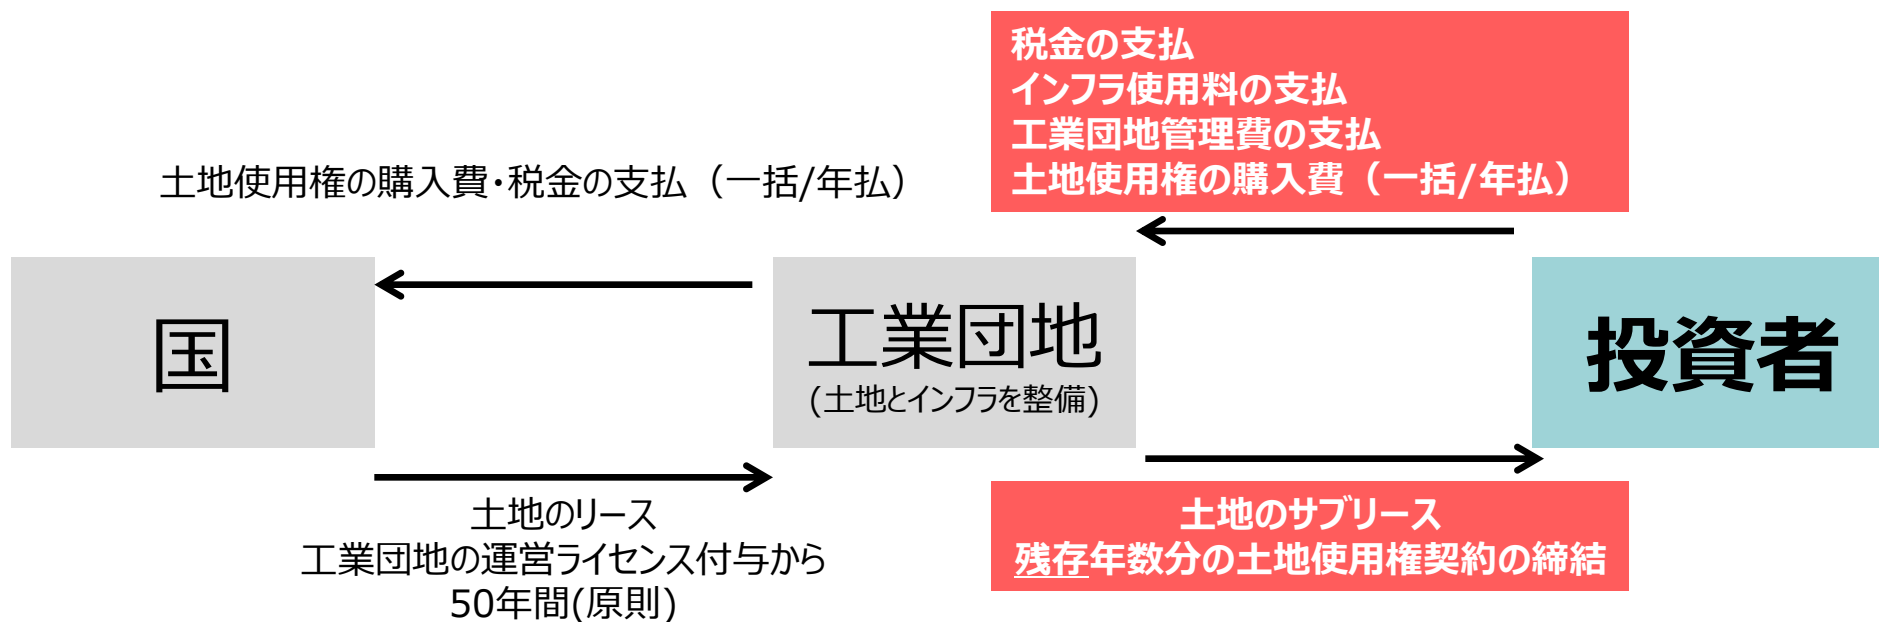 税金の支払
インフラ使用料の支払
工業団地管理費の支払
土地使用権の購入費（一括/年払）
土地使用権の購入費・税金の支払（一括/年払）
国
工業団地
(土地とインフラを整備)
投資者
土地のリース
工業団地の運営ライセンス付与から
50年間(原則)
土地のサブリース
残存年数分の土地使用権契約の締結